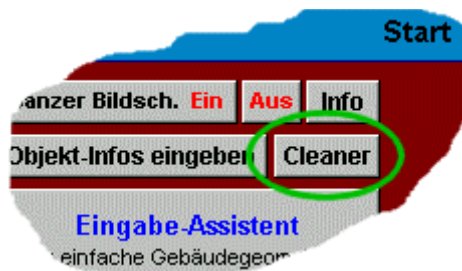 Start
anzer Bildsch. Ein Aus Info
Objekt-Infos eingeben Cleaner
Eingabe-Assistent
einfache Gebäudegeom